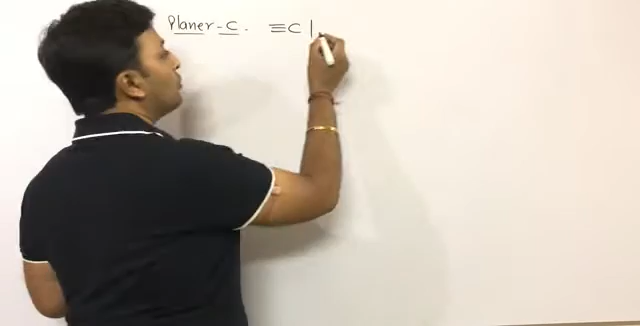 Planer-C. ≡C |